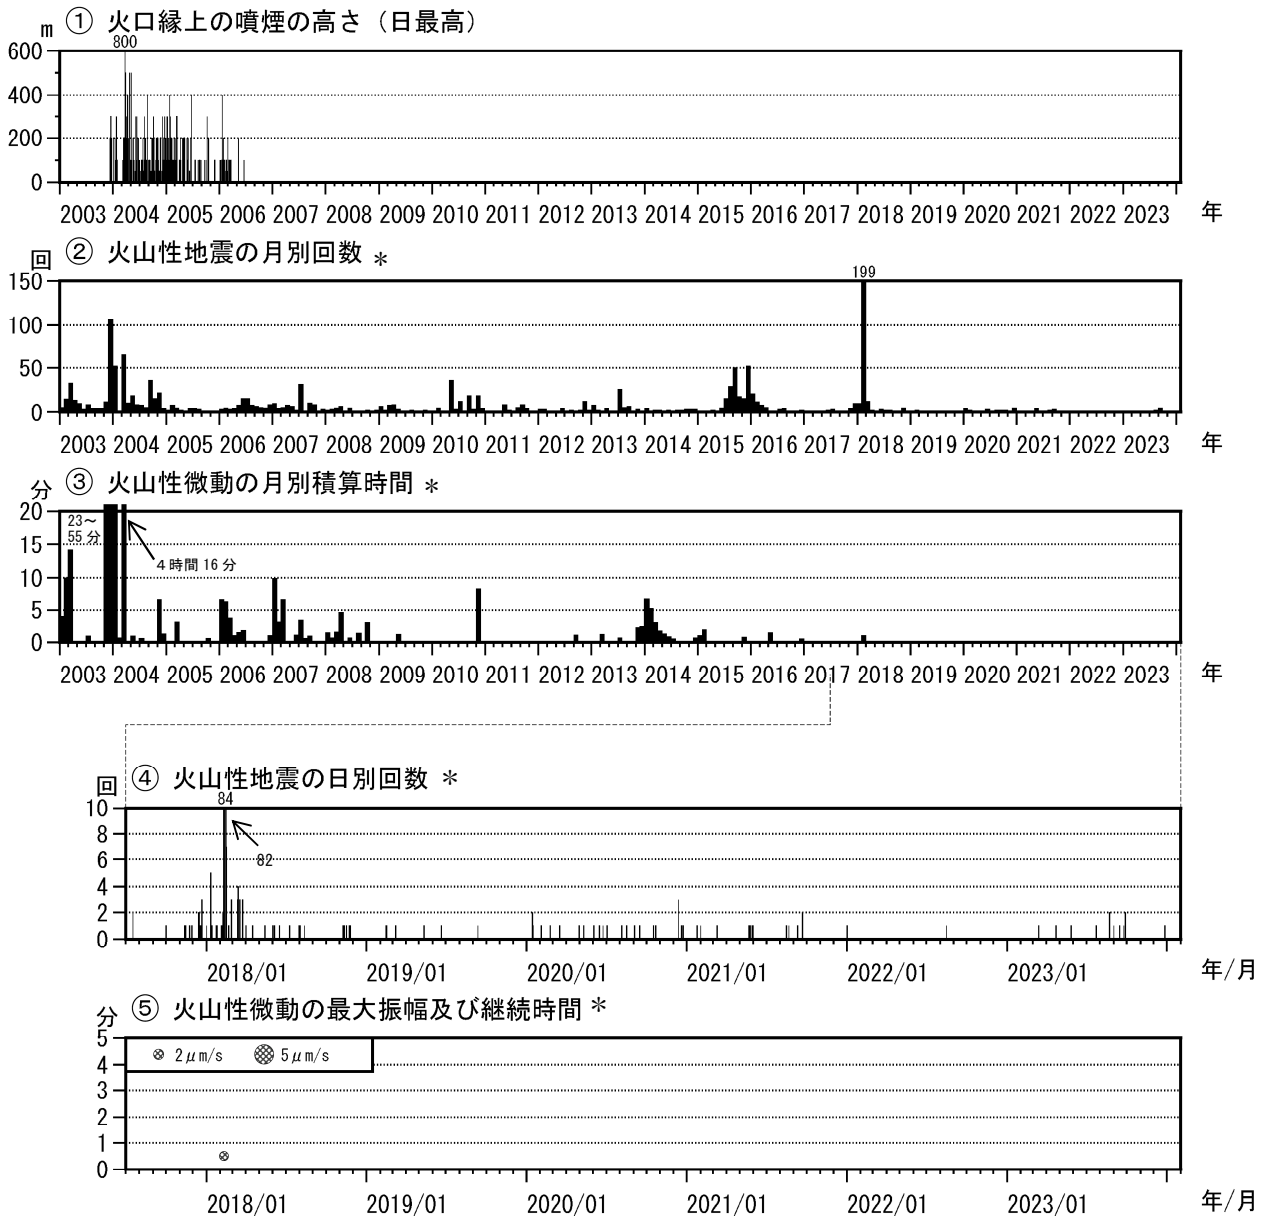 m ① 火口縁上の噴煙の高さ（日最高）
800
600
400
200
0
2003 2004 2005 2006 2007 2008 2009 2010 2011 2012 2013 2014 2015 2016 2017 2018 2019 2020 2021 2022 2023 年
回 ② 火山性地震の月別回数 ＊
199
150
100
50
0
2003 2004 2005 2006 2007 2008 2009 2010 2011 2012 2013 2014 2015 2016 2017 2018 2019 2020 2021 2022 2023 年
分 ③ 火山性微動の月別積算時間 ＊
20
23～
55 分
15
4 時間 16 分
10
5
0
2003 2004 2005 2006 2007 2008 2009 2010 2011 2012 2013 2014 2015 2016 2017 2018 2019 2020 2021 2022 2023 年
回 ④ 火山性地震の日別回数 ＊
84
10
8
82
6
4
2
0
2018/01 2019/01 2020/01 2021/01 2022/01 2023/01 年/月
分 ⑤ 火山性微動の最大振幅及び継続時間 ＊
5
2μm/s 5μm/s
4
3
2
1
0
2018/01 2019/01 2020/01 2021/01 2022/01 2023/01 年/月